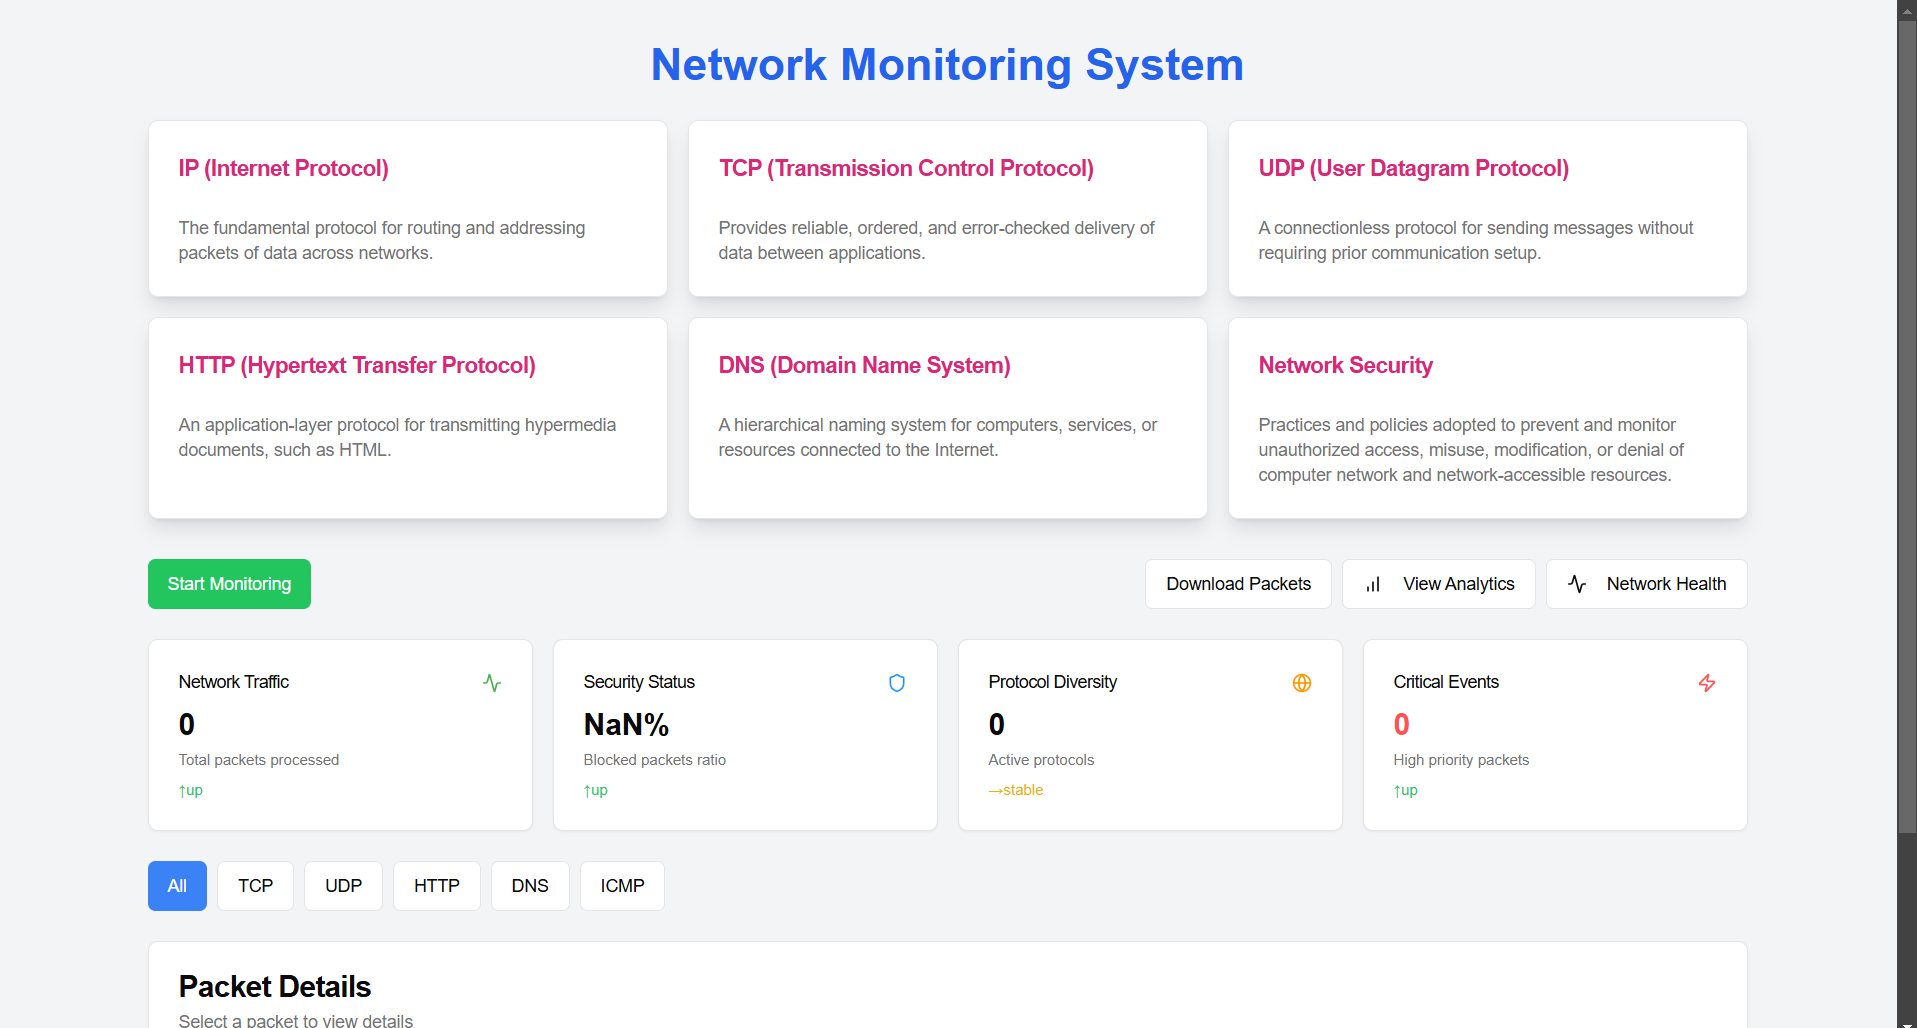 Network Monitoring System
IP (Internet Protocol)
The fundamental protocol for routing and addressing
packets of data across networks.
TCP (Transmission Control Protocol)
Provides reliable, ordered, and error-checked delivery of
data between applications.
UDP (User Datagram Protocol)
A connectionless protocol for sending messages without
requiring prior communication setup.
HTTP (Hypertext Transfer Protocol)
An application-layer protocol for transmitting hypermedia
documents, such as HTML.
DNS (Domain Name System)
A hierarchical naming system for computers, services, or
resources connected to the Internet.
Network Security
Practices and policies adopted to prevent and monitor
unauthorized access, misuse, modification, or denial of
computer network and network-accessible resources.
Start Monitoring
Download Packets
View Analytics
Network Health
Network Traffic
0
Total packets processed
↑up
Security Status
NaN%
Blocked packets ratio
↑up
Protocol Diversity
0
Active protocols
→stable
Critical Events
0
High priority packets
↑up
All
TCP
UDP
HTTP
DNS
ICMP
Packet Details
Select a packet to view details